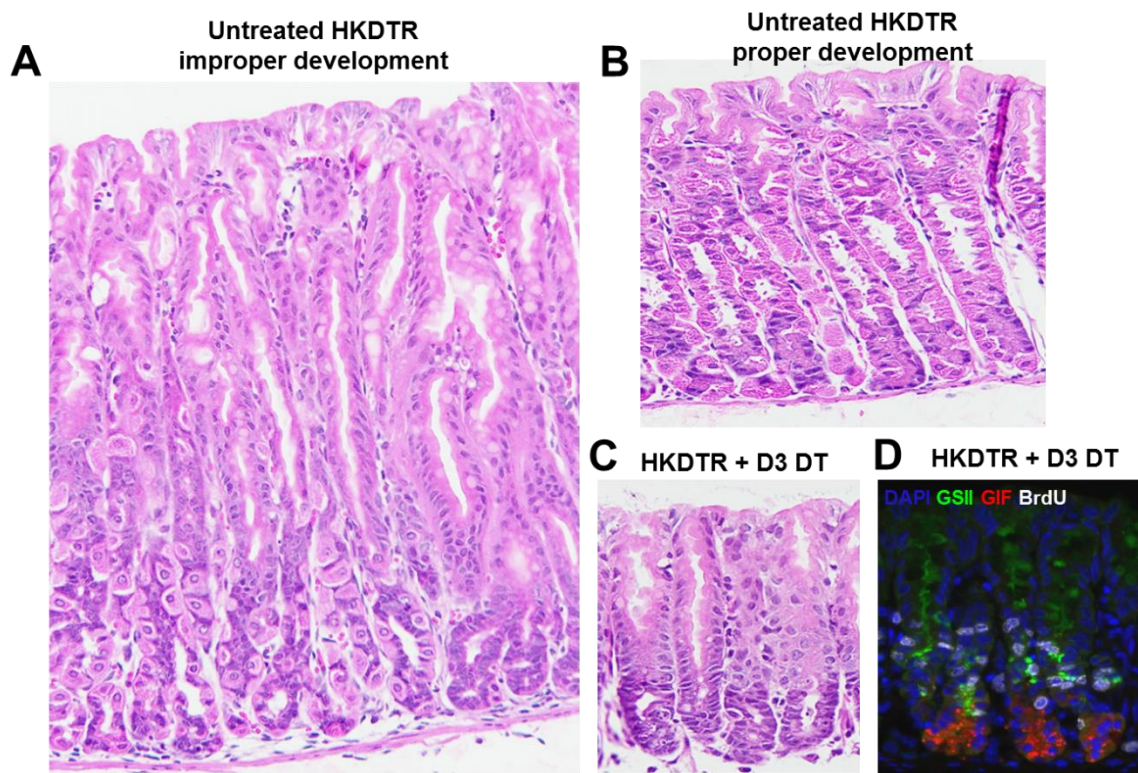 A
Untreated HKDTR
improper development
B
Untreated HKDTR
proper development
C
HKDTR + D3 DT
D
HKDTR + D3 DT
DAPI GSII GIF BrdU